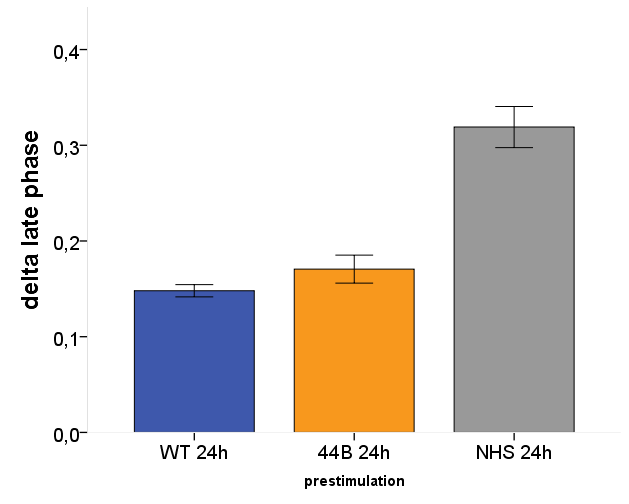 delta late phase
0,4
0,3
0,2
0,1
0,0
WT 24h
44B 24h
NHS 24h
prestimulation